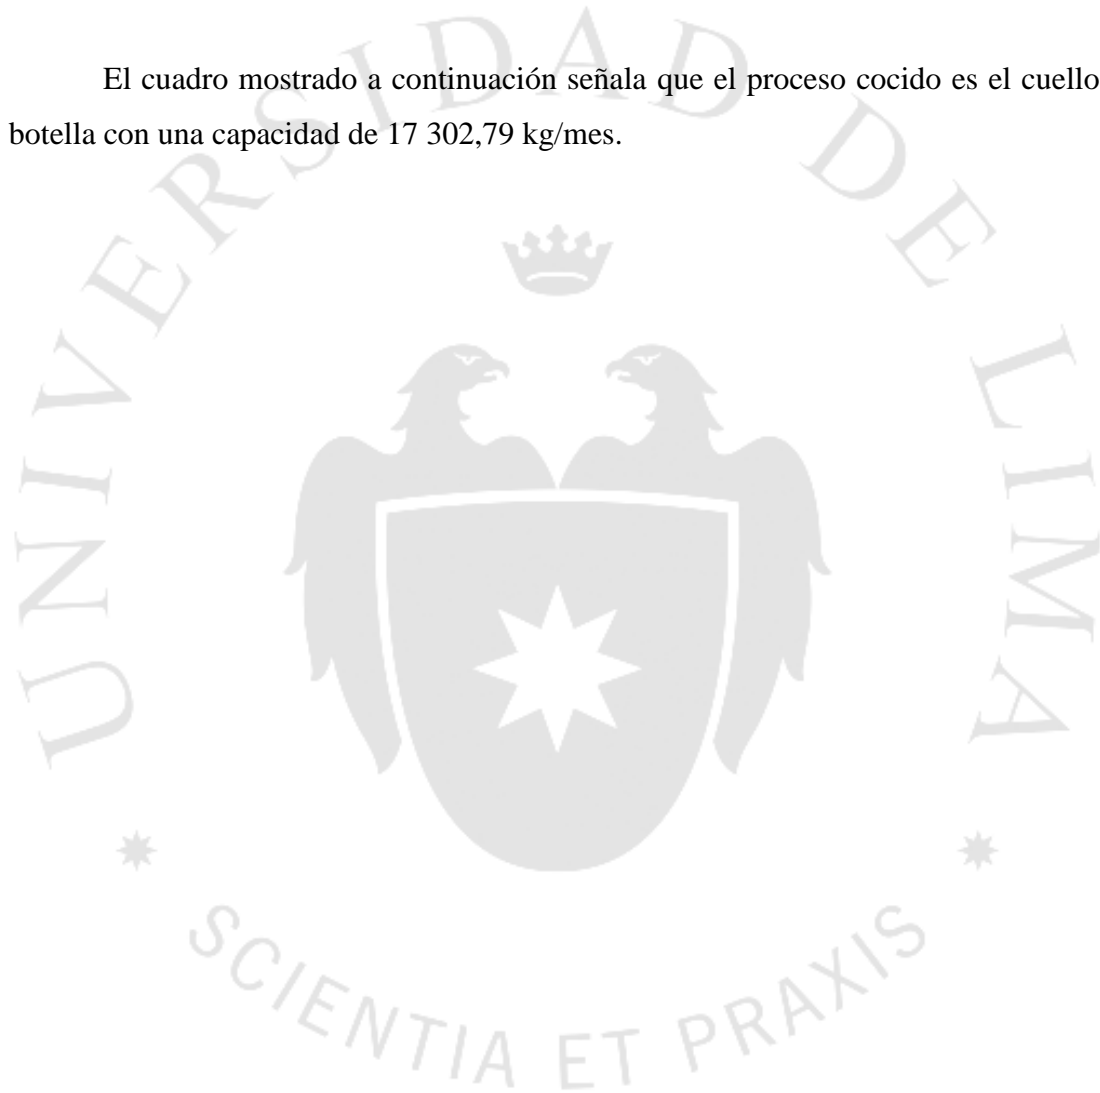 El cuadro mostrado a continuación señala que el proceso cocido es el cuello
botella con una capacidad de 17 302,79 kg/mes.
UNIVERSIDAD DE LIMA
SCIENTIA ET PRAXIS